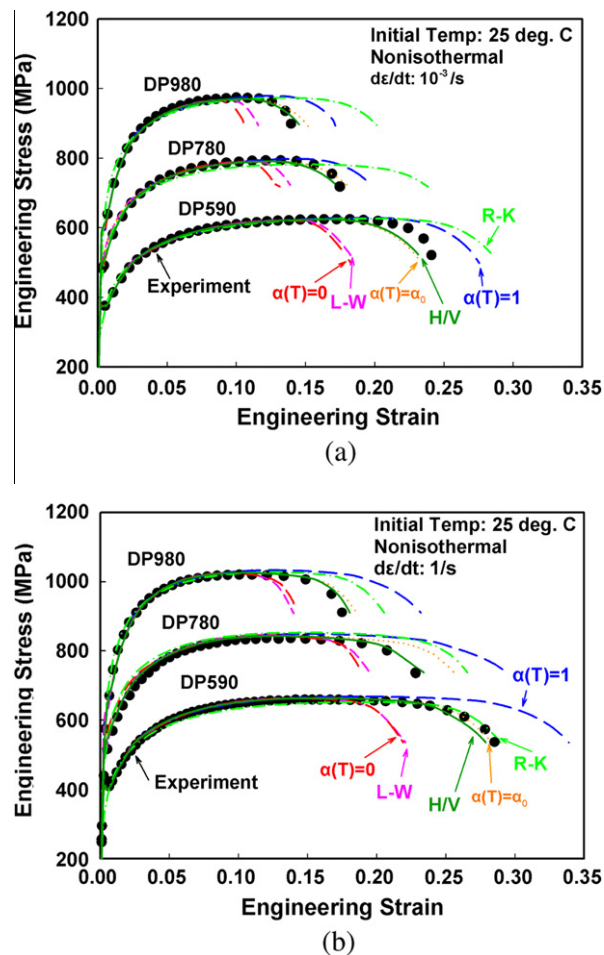 Initial Temp: 25 deg. C
Nonisothermal
dε/dt: 10⁻³/s
Engineering Stress (MPa)
1200
1000
800
600
400
200
DP980
DP780
DP590
Experiment
α(T)=0
L-W
α(T)=α₀
H/V
α(T)=1
R-K
0.00 0.05 0.10 0.15 0.20 0.25 0.30 0.35
Engineering Strain
(a)
Initial Temp: 25 deg. C
Nonisothermal
dε/dt: 1/s
Engineering Stress (MPa)
1200
1000
800
600
400
200
DP980
DP780
DP590
Experiment
α(T)=0
L-W
H/V
α(T)=α₀
R-K
α(T)=1
0.00 0.05 0.10 0.15 0.20 0.25 0.30 0.35
Engineering Strain
(b)